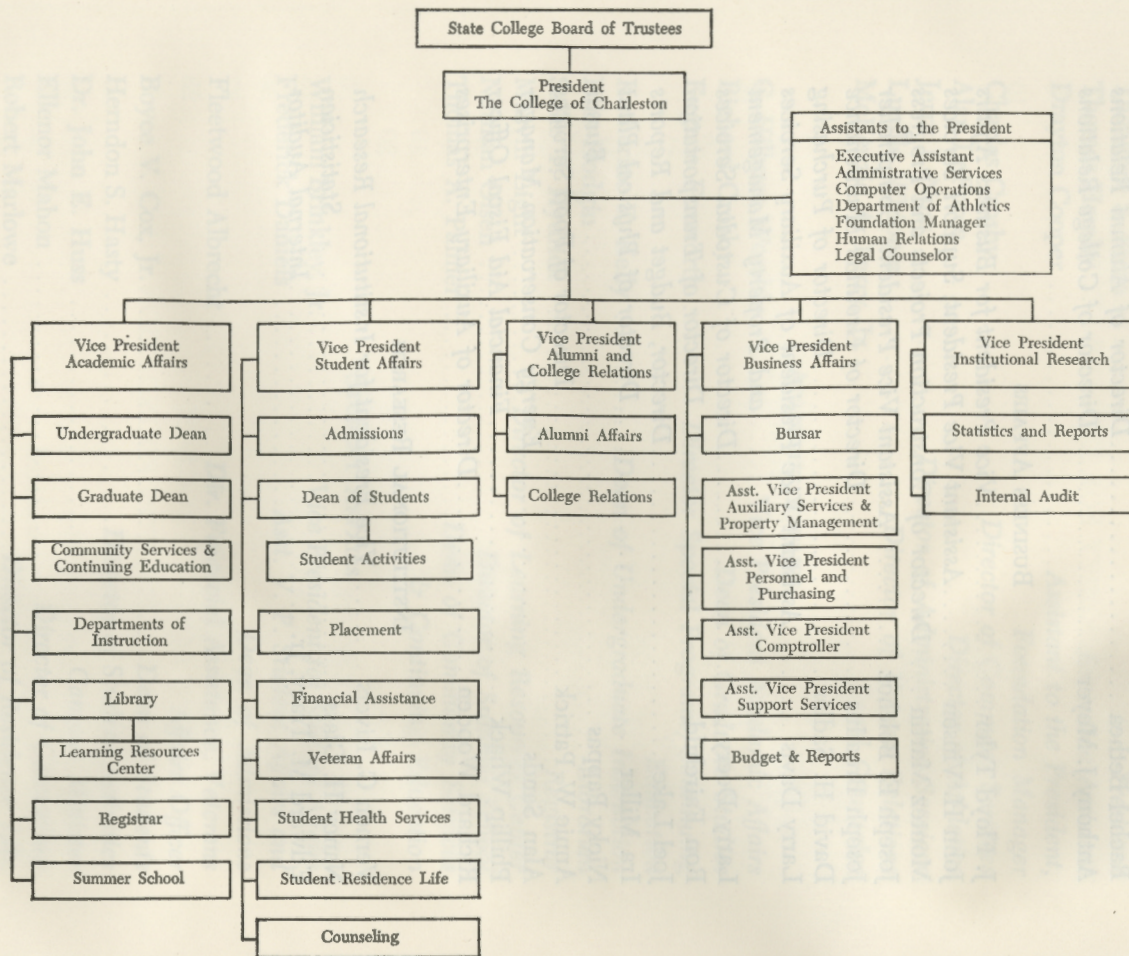 State College Board of Trustees
President
The College of Charleston
Assistants to the President
Executive Assistant
Administrative Services
Computer Operations
Department of Athletics
Foundation Manager
Human Relations
Legal Counselor
Vice President
Academic Affairs
Undergraduate Dean
Graduate Dean
Community Services &
Continuing Education
Departments of
Instruction
Library
Learning Resources
Center
Registrar
Summer School
Vice President
Student Affairs
Admissions
Dean of Students
Student Activities
Placement
Financial Assistance
Veteran Affairs
Student Health Services
Student Residence Life
Counseling
Vice President
Alumni and
College Relations
Alumni Affairs
College Relations
Vice President
Business Affairs
Bursar
Asst. Vice President
Auxiliary Services &
Property Management
Asst. Vice President
Personnel and
Purchasing
Asst. Vice President
Comptroller
Asst. Vice President
Support Services
Budget & Reports
Vice President
Institutional Research
Statistics and Reports
Internal Audit